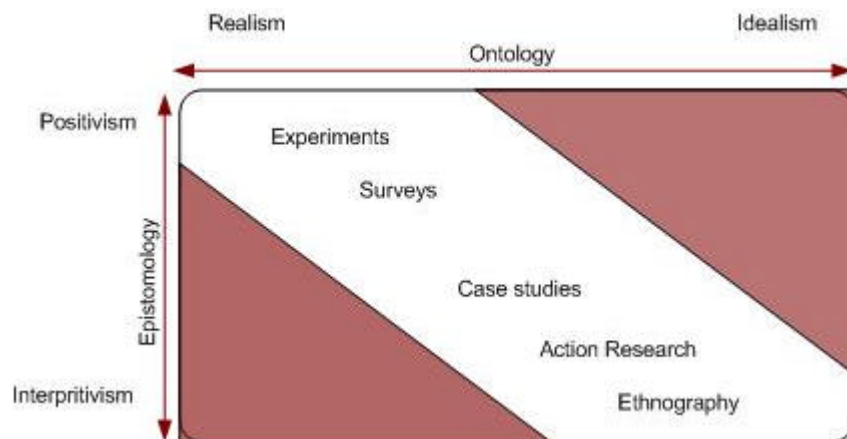 Realism
Idealism
Ontology
Positivism
Experiments
Surveys
Epistomology
Case studies
Action Research
Interpritivism
Ethnography